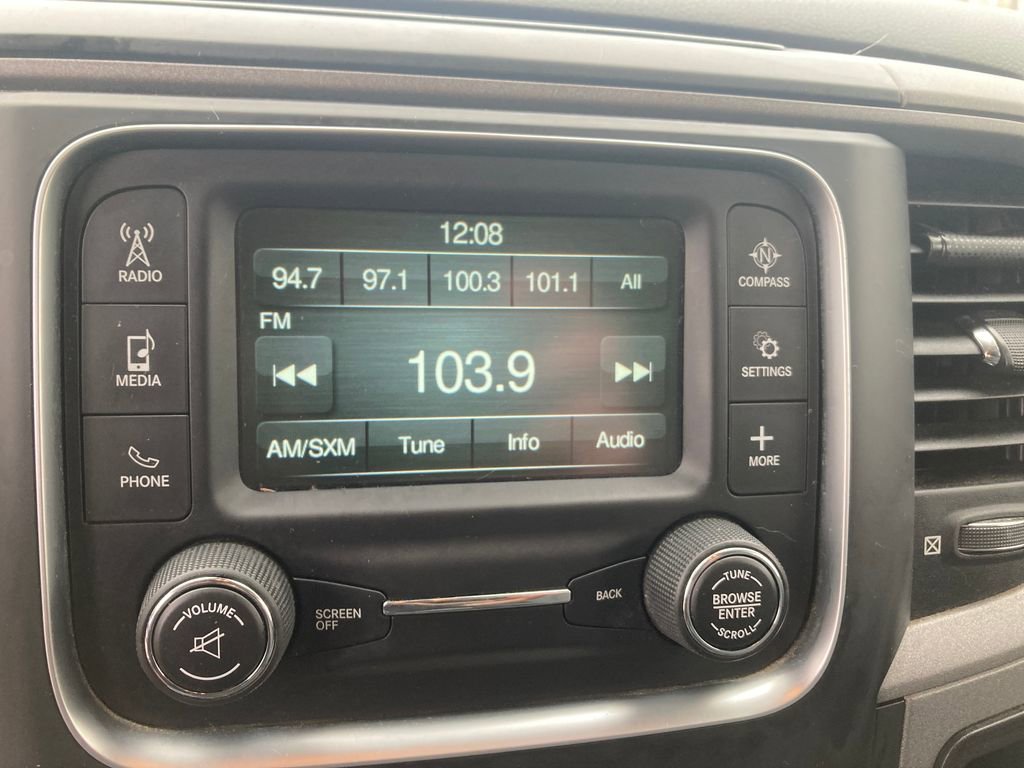 12:08
94.7 97.1 100.3 101.1 All
FM
103.9
AM/SXM Tune Info Audio
RADIO
MEDIA
PHONE
N
COMPASS
SETTINGS
MORE
VOLUME
SCREEN
OFF
BACK
TUNE
BROWSE
ENTER
SCROLL